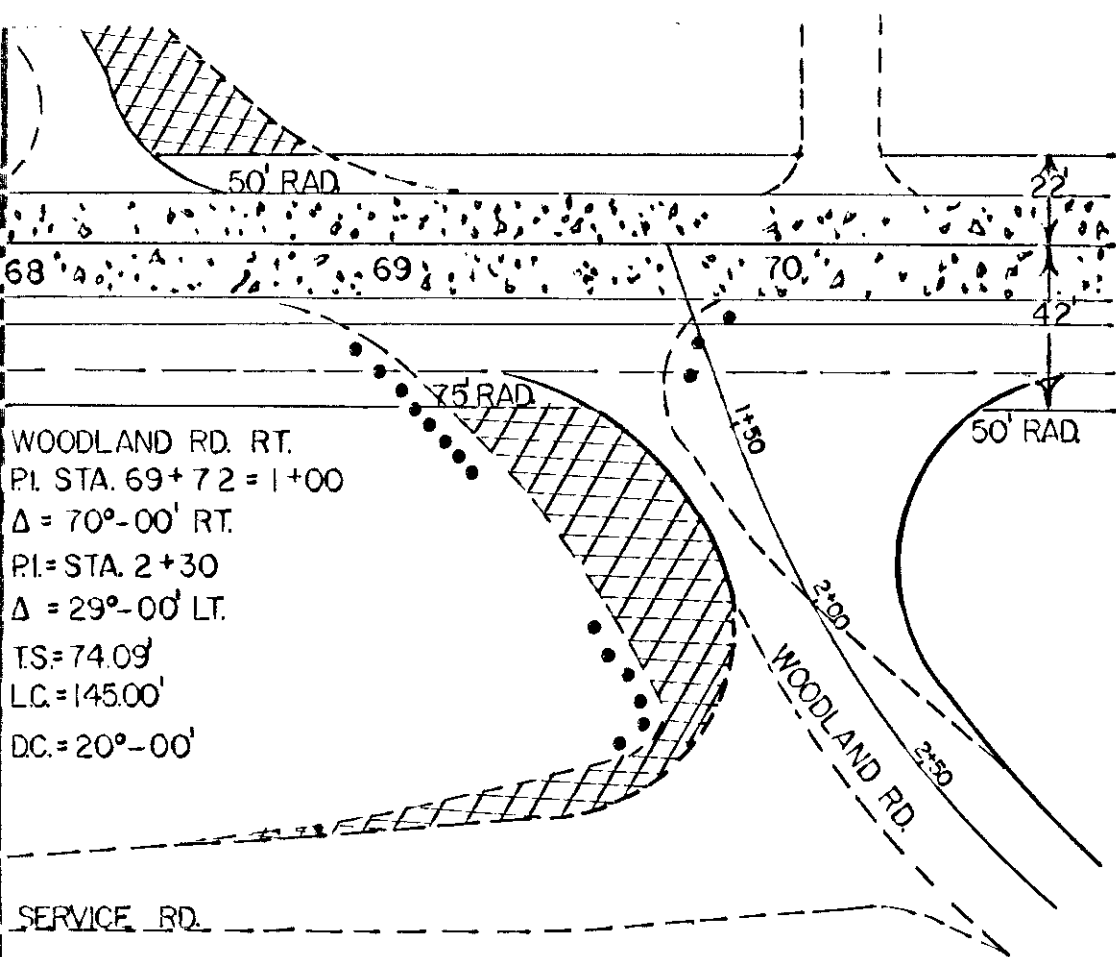 50' RAD.
22'
68
69
70
42'
75' RAD.
50' RAD.
1+50
WOODLAND RD. RT.
P.I. STA. 69+72 = 1+00
Δ = 70°-00' RT.
P.I.= STA. 2+30
Δ = 29°-00' LT.
T.S.= 74.09'
L.C.= 145.00'
D.C.= 20°-00'
2+00
WOODLAND RD.
2+50
SERVICE RD.